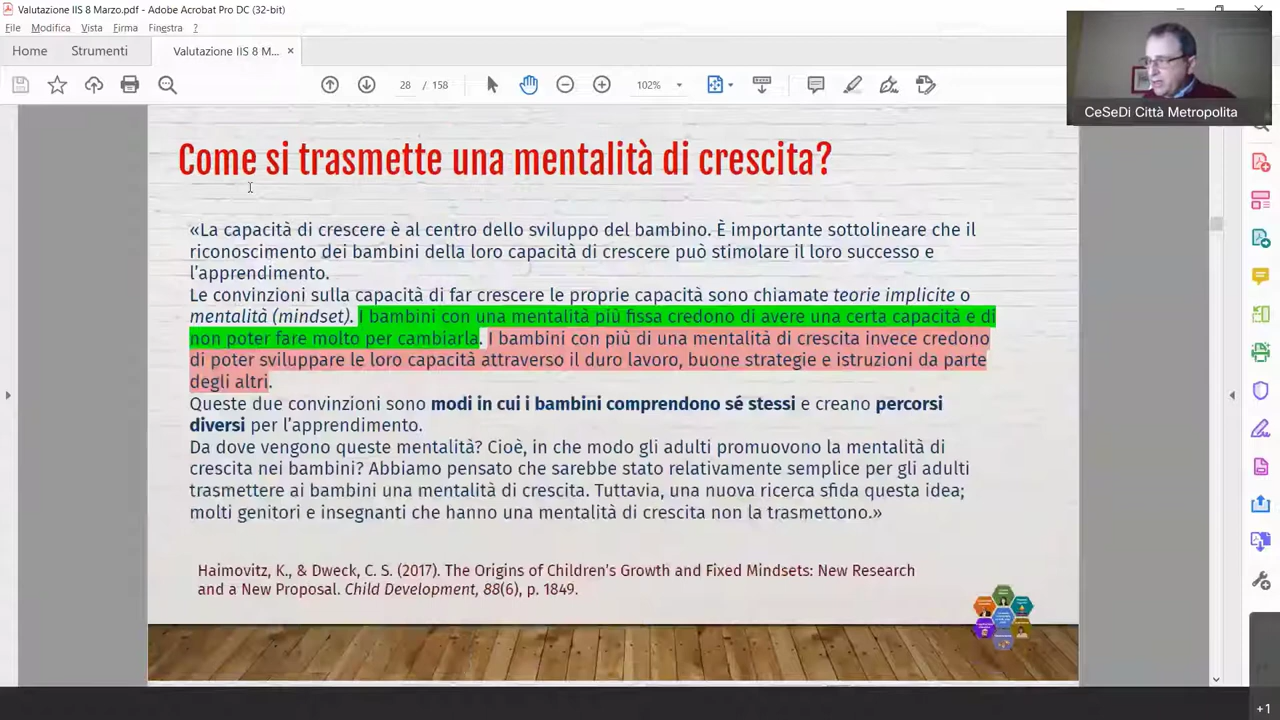 Valutazione IIS 8 Marzo.pdf - Adobe Acrobat Pro DC (32-bit)
File Modifica Vista Firma Finestra ?
Home Strumenti Valutazione IIS 8 M... ×
28 / 158 102%
CeSeDi Città Metropolita
Come si trasmette una mentalità di crescita?
«La capacità di crescere è al centro dello sviluppo del bambino. È importante sottolineare che il
riconoscimento dei bambini della loro capacità di crescere può stimolare il loro successo e
l’apprendimento.
Le convinzioni sulla capacità di far crescere le proprie capacità sono chiamate teorie implicite o
mentalità (mindset). I bambini con una mentalità più fissa credono di avere una certa capacità e di
non poter fare molto per cambiarla. I bambini con più di una mentalità di crescita invece credono
di poter sviluppare le loro capacità attraverso il duro lavoro, buone strategie e istruzioni da parte
degli altri.
Queste due convinzioni sono modi in cui i bambini comprendono sé stessi e creano percorsi
diversi per l’apprendimento.
Da dove vengono queste mentalità? Cioè, in che modo gli adulti promuovono la mentalità di
crescita nei bambini? Abbiamo pensato che sarebbe stato relativamente semplice per gli adulti
trasmettere ai bambini una mentalità di crescita. Tuttavia, una nuova ricerca sfida questa idea;
molti genitori e insegnanti che hanno una mentalità di crescita non la trasmettono.»
Haimovitz, K., & Dweck, C. S. (2017). The Origins of Children’s Growth and Fixed Mindsets: New Research
and a New Proposal. Child Development, 88(6), p. 1849.
+1